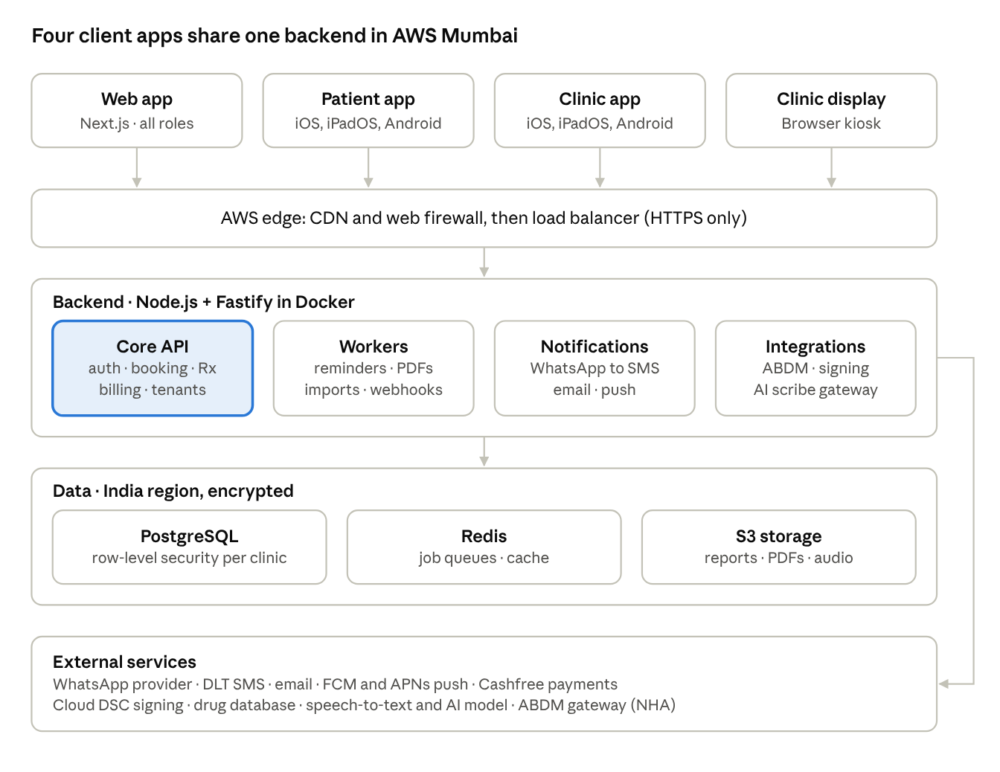 Four client apps share one backend in AWS Mumbai
Web app
Next.js · all roles
Patient app
iOS, iPadOS, Android
Clinic app
iOS, iPadOS, Android
Clinic display
Browser kiosk
AWS edge: CDN and web firewall, then load balancer (HTTPS only)
Backend · Node.js + Fastify in Docker
Core API
auth · booking · Rx
billing · tenants
Workers
reminders · PDFs
imports · webhooks
Notifications
WhatsApp to SMS
email · push
Integrations
ABDM · signing
AI scribe gateway
Data · India region, encrypted
PostgreSQL
row-level security per clinic
Redis
job queues · cache
S3 storage
reports · PDFs · audio
External services
WhatsApp provider · DLT SMS · email · FCM and APNs push · Cashfree payments
Cloud DSC signing · drug database · speech-to-text and AI model · ABDM gateway (NHA)